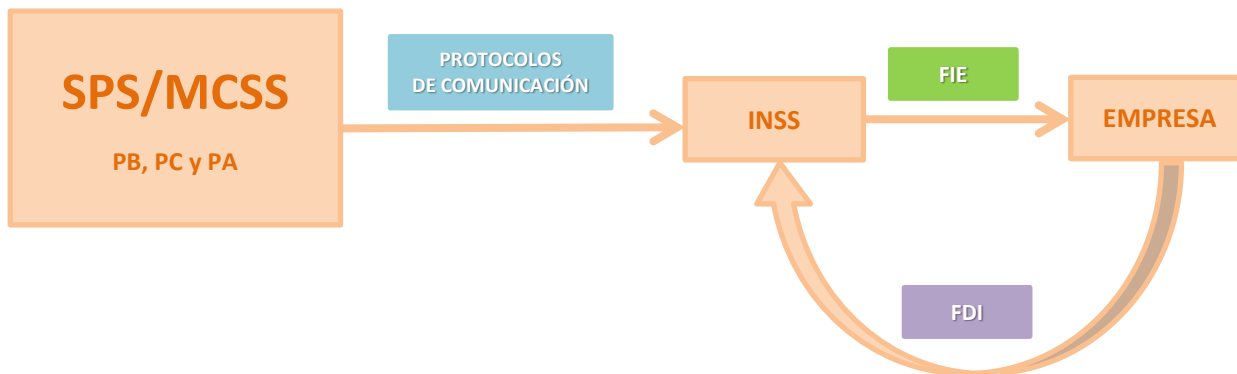 SPS/MCSS
PB, PC y PA
PROTOCOLOS
DE COMUNICACIÓN
INSS
FIE
EMPRESA
FDI